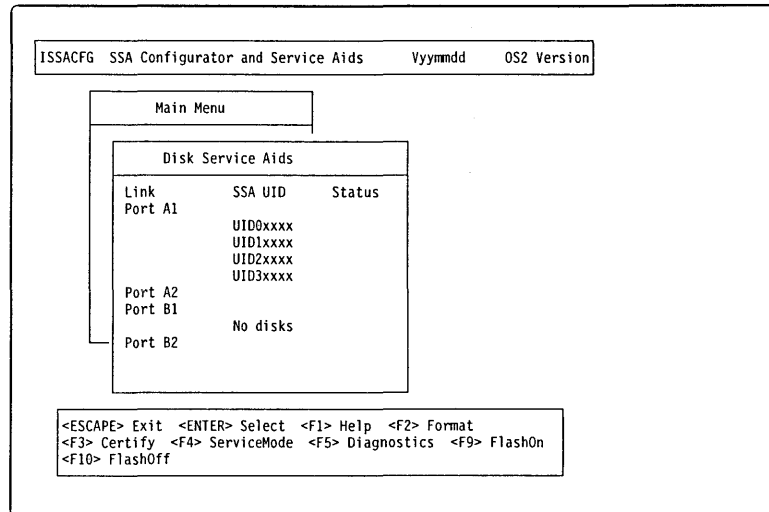 ISSACFG SSA Configurator and Service Aids Vyymmdd OS2 Version
Main Menu
Disk Service Aids
Link SSA UID Status
Port A1
UID0xxxx
UID1xxxx
UID2xxxx
UID3xxxx
Port A2
Port B1
No disks
Port B2
<ESCAPE> Exit <ENTER> Select <F1> Help <F2> Format
<F3> Certify <F4> ServiceMode <F5> Diagnostics <F9> FlashOn
<F10> FlashOff